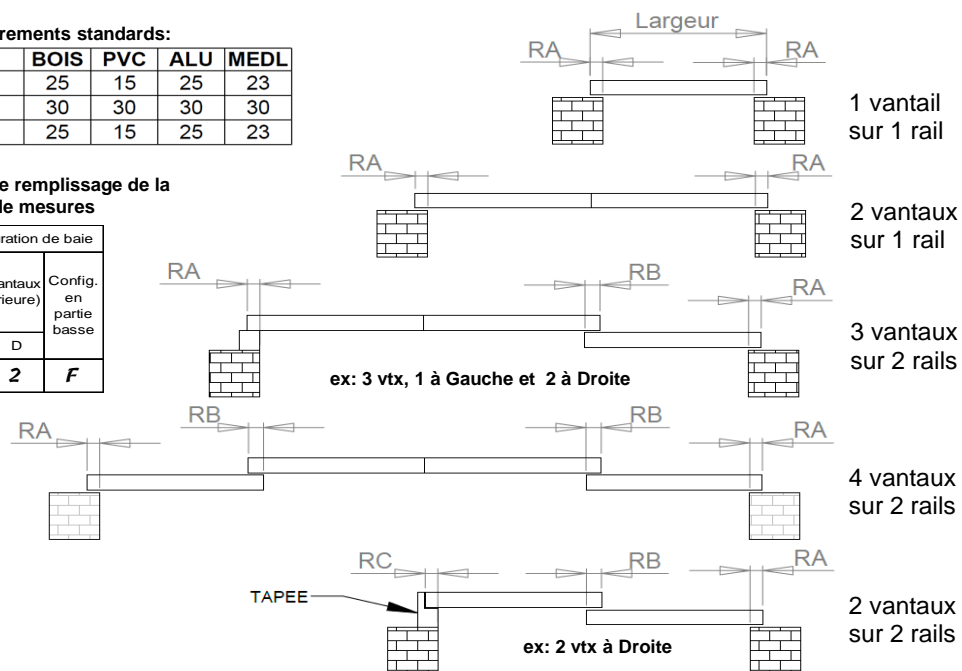 rements standards:
BOIS PVC ALU MEDL
25 15 25 23
30 30 30 30
25 15 25 23
e remplissage de la
de mesures
ration de baie
antaux
rieure)
Config.
en
partie
basse
D
2 F
Largeur
RA RA
1 vantail
sur 1 rail
RA RA
2 vantaux
sur 1 rail
RA RB RA
3 vantaux
sur 2 rails
ex: 3 vtx, 1 à Gauche et 2 à Droite
RA RB RB RA
4 vantaux
sur 2 rails
RC RB RA
TAPEE
2 vantaux
sur 2 rails
ex: 2 vtx à Droite